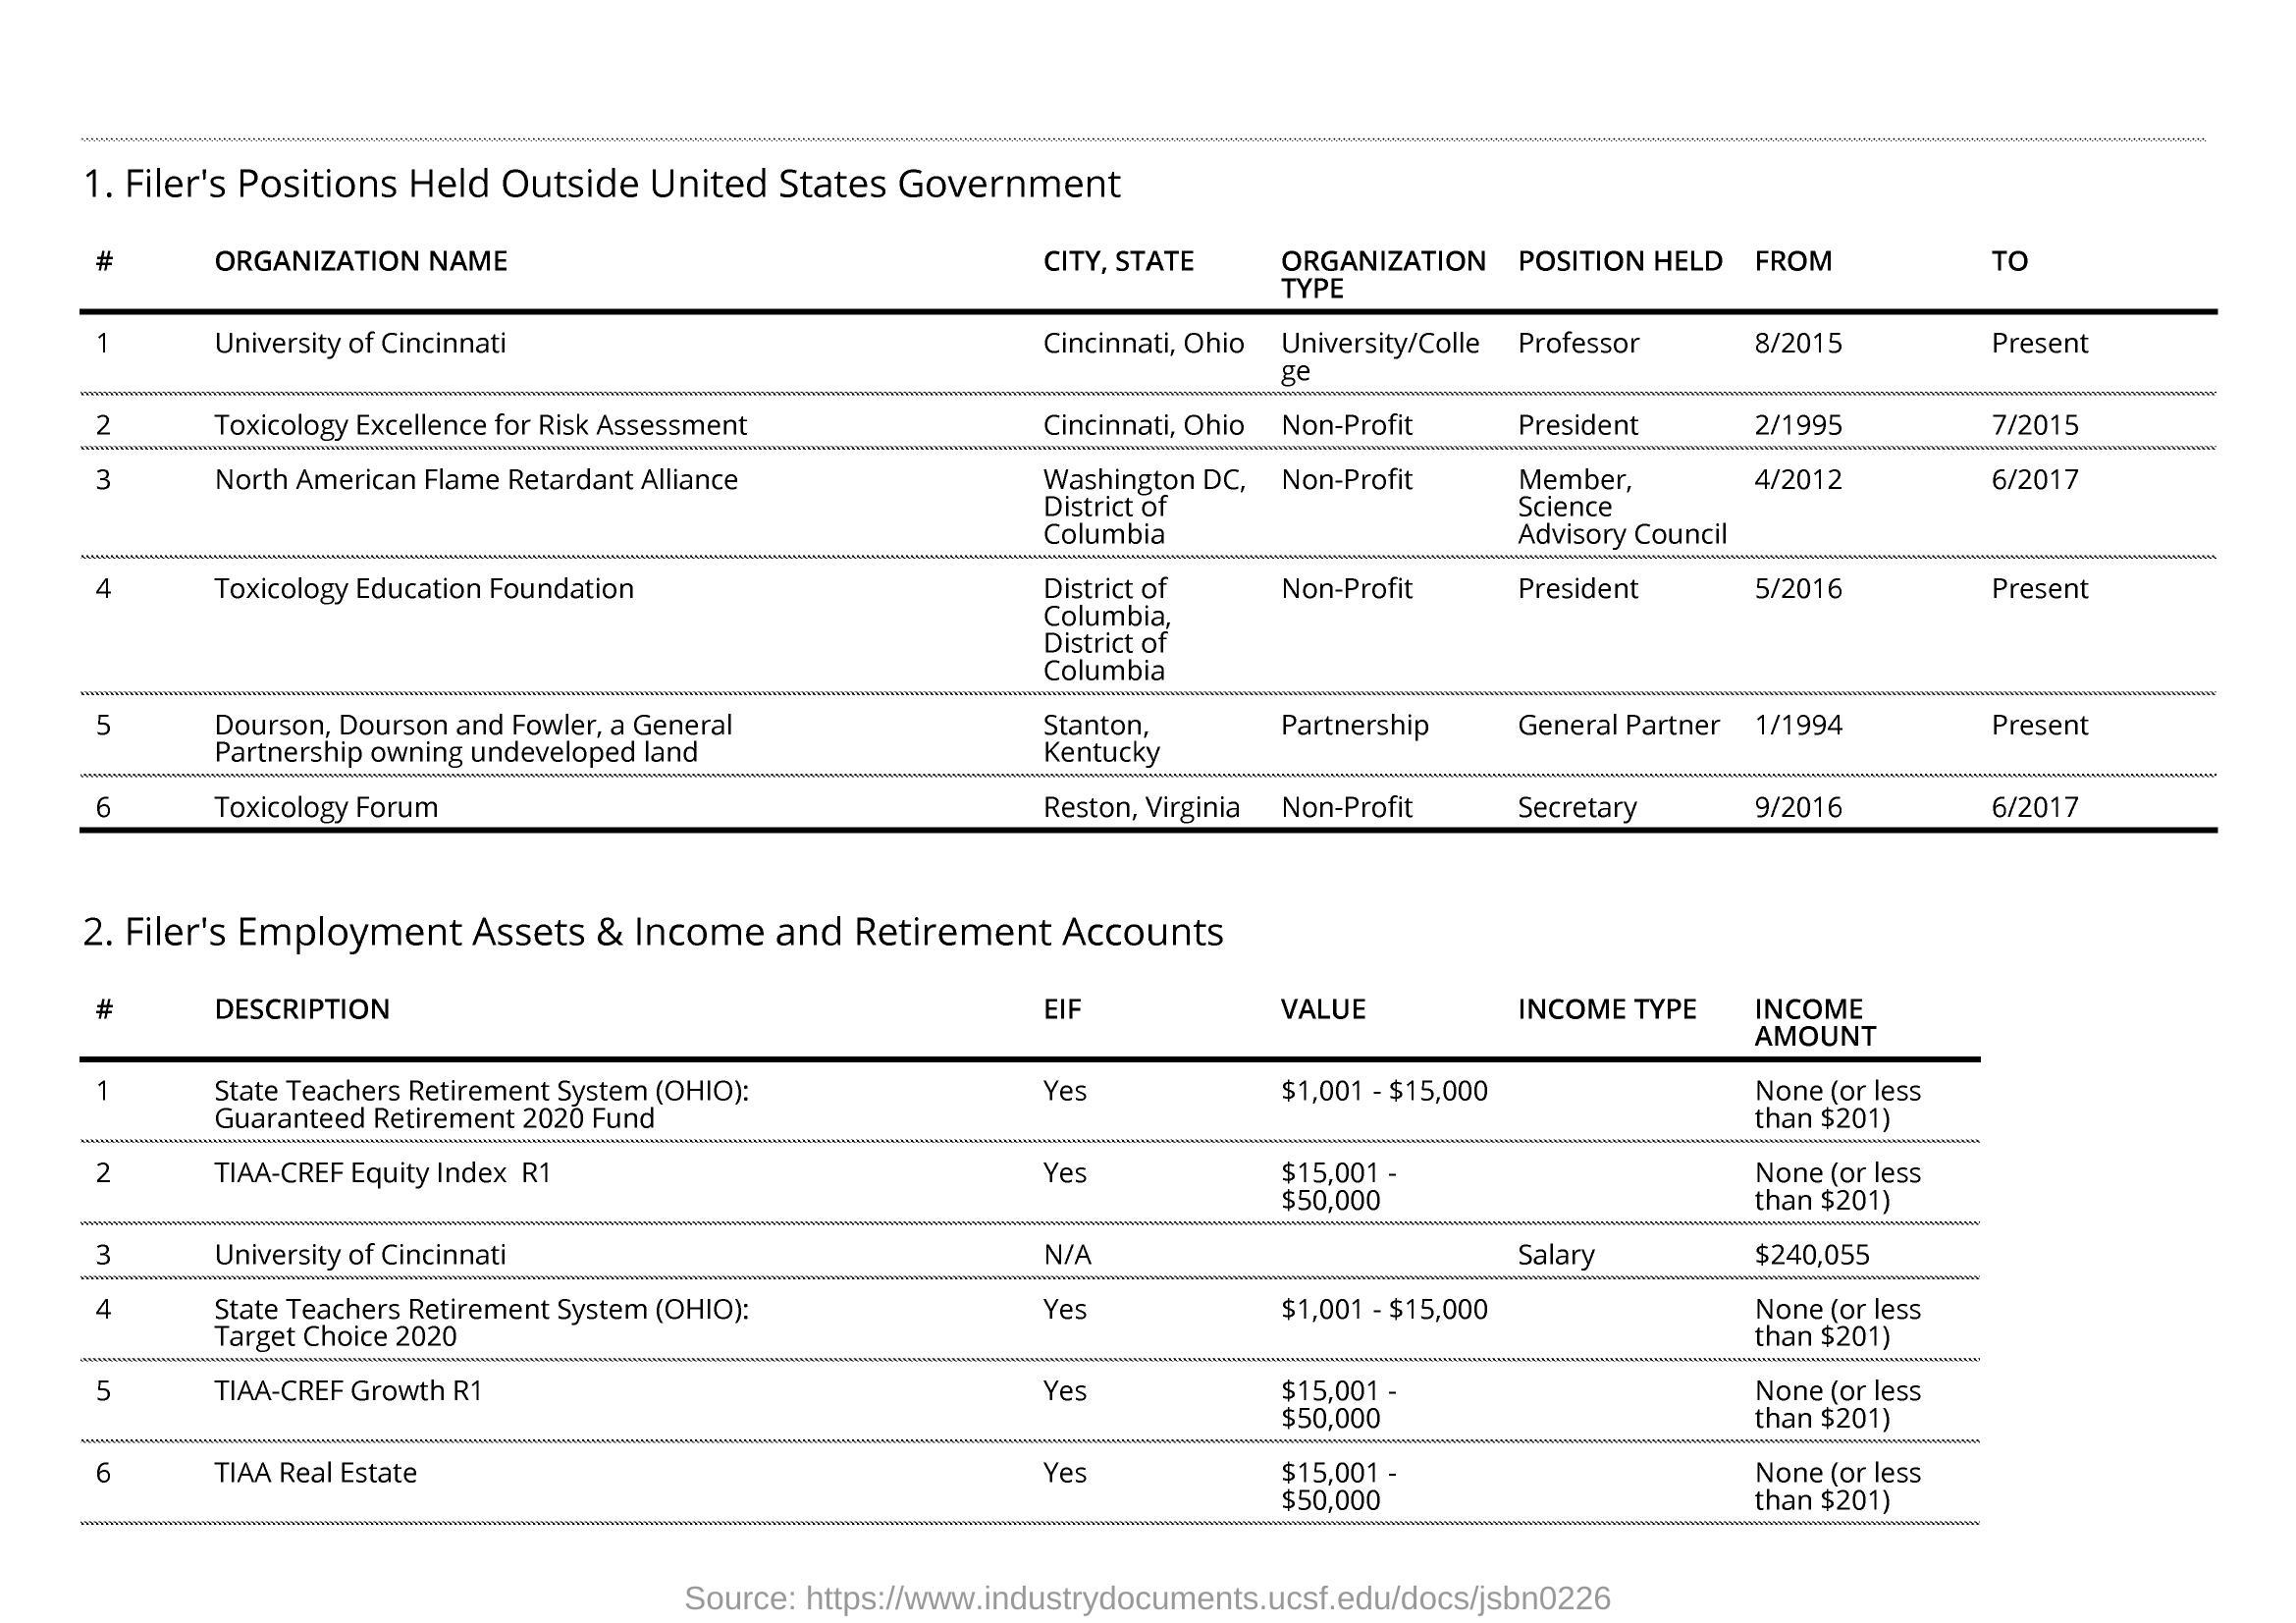 1. Filer's Positions Held Outside United States Government
# ORGANIZATION NAME CITY, STATE ORGANIZATION TYPE POSITION HELD FROM TO
1 University of Cincinnati Cincinnati, Ohio University/Colle ge Professor 8/2015 Present
2 Toxicology Excellence for Risk Assessment Cincinnati, Ohio Non-Profit President 2/1995 7/2015
3 North American Flame Retardant Alliance Washington DC, District of Columbia Non-Profit Member, Science Advisory Council 4/2012 6/2017
4 Toxicology Education Foundation District of Columbia, District of Columbia Non-Profit President 5/2016 Present
5 Dourson, Dourson and Fowler, a General Partnership owning undeveloped land Stanton, Kentucky Partnership General Partner 1/1994 Present
6 Toxicology Forum Reston, Virginia Non-Profit Secretary 9/2016 6/2017
2. Filer's Employment Assets & Income and Retirement Accounts
# DESCRIPTION EIF VALUE INCOME TYPE INCOME AMOUNT
1 State Teachers Retirement System (OHIO): Guaranteed Retirement 2020 Fund Yes $1,001 - $15,000 None (or less than $201)
2 TIAA-CREF Equity Index R1 Yes $15,001 - $50,000 None (or less than $201)
3 University of Cincinnati N/A Salary $240,055
4 State Teachers Retirement System (OHIO): Target Choice 2020 Yes $1,001 - $15,000 None (or less than $201)
5 TIAA-CREF Growth R1 Yes $15,001 - $50,000 None (or less than $201)
6 TIAA Real Estate Yes $15,001 - $50,000 None (or less than $201)
Source: https://www.industrydocuments.ucsf.edu/docs/jsbn0226